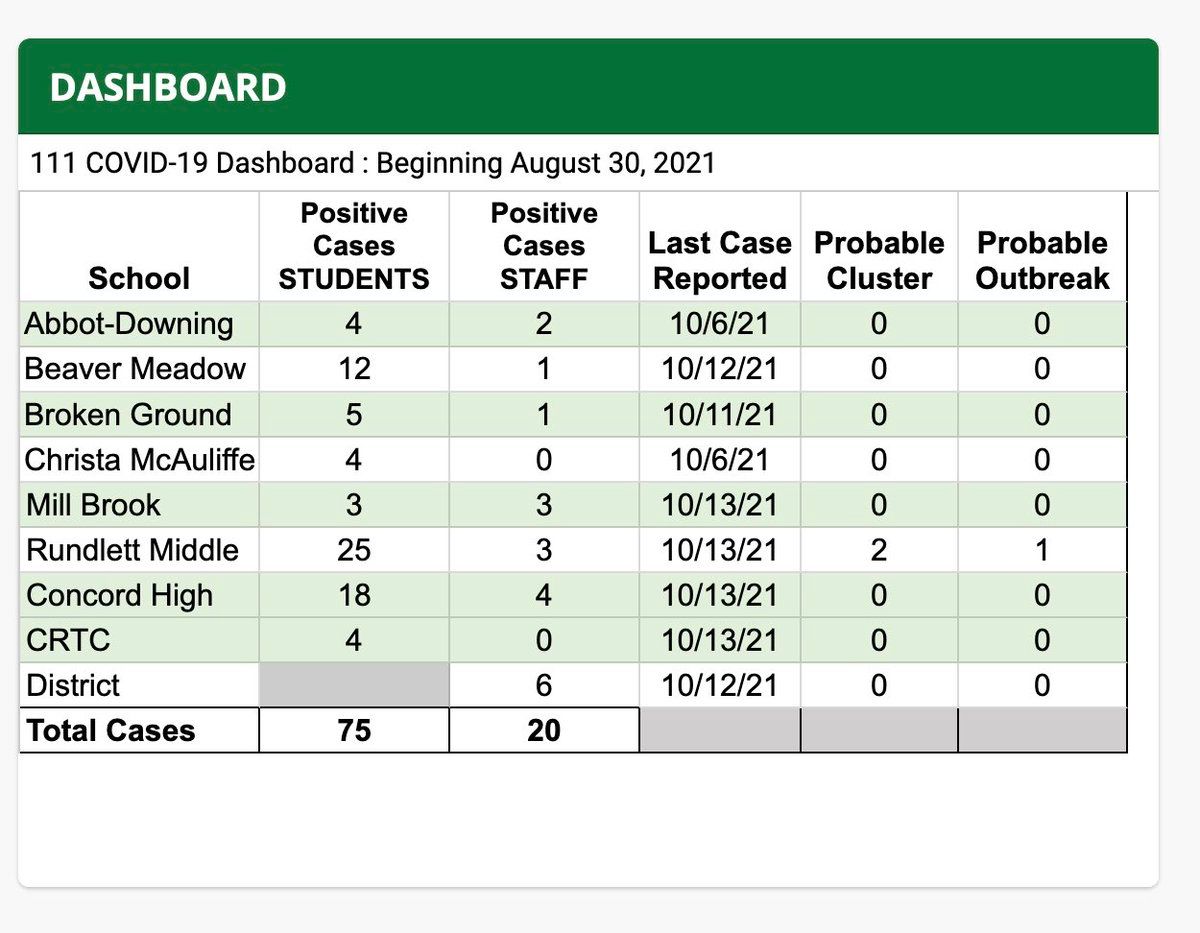 DASHBOARD
111 COVID-19 Dashboard : Beginning August 30, 2021
School Positive Cases STUDENTS Positive Cases STAFF Last Case Reported Probable Cluster Probable Outbreak
Abbot-Downing 4 2 10/6/21 0 0
Beaver Meadow 12 1 10/12/21 0 0
Broken Ground 5 1 10/11/21 0 0
Christa McAuliffe 4 0 10/6/21 0 0
Mill Brook 3 3 10/13/21 0 0
Rundlett Middle 25 3 10/13/21 2 1
Concord High 18 4 10/13/21 0 0
CRTC 4 0 10/13/21 0 0
District 6 10/12/21 0 0
Total Cases 75 20